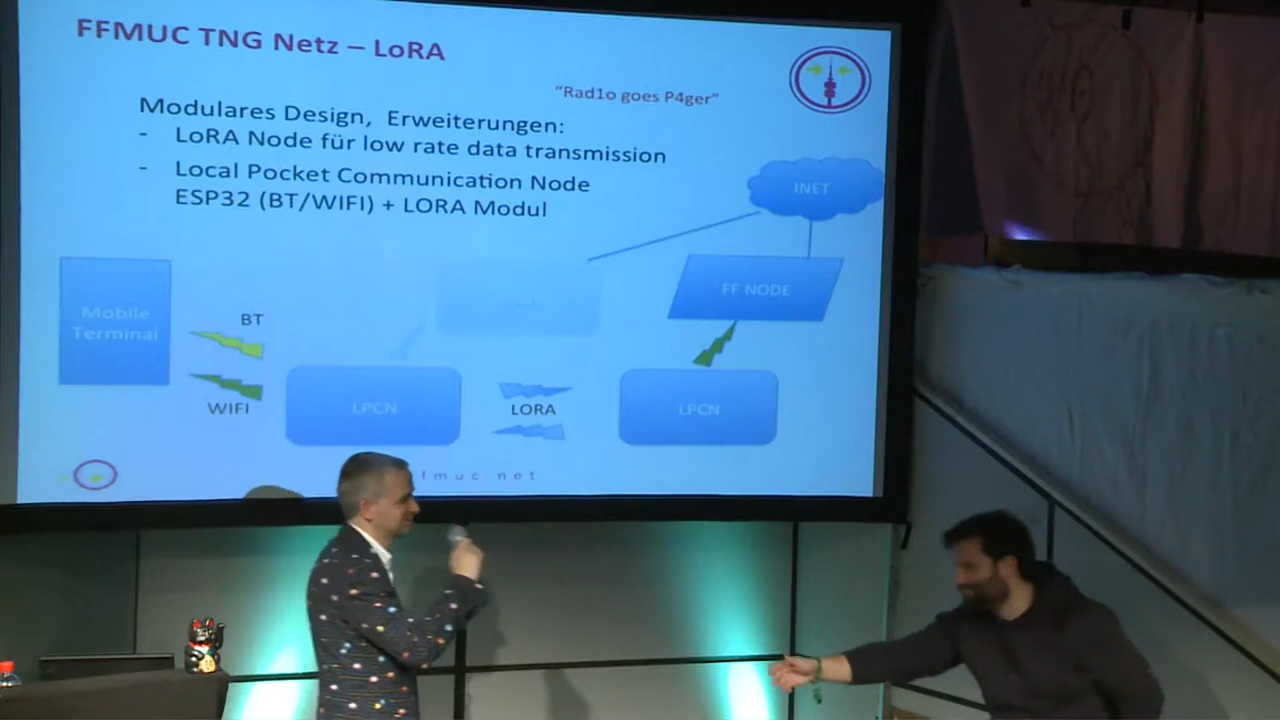 FFMUC TNG Netz – LoRA
"Rad1o goes P4ger"
Modulares Design, Erweiterungen:
- LoRA Node für low rate data transmission
- Local Pocket Communication Node
ESP32 (BT/WIFI) + LORA Modul
INET
FF NODE
Mobile
Terminal
BT
WIFI
LPCN
LORA
LPCN
fmuc net